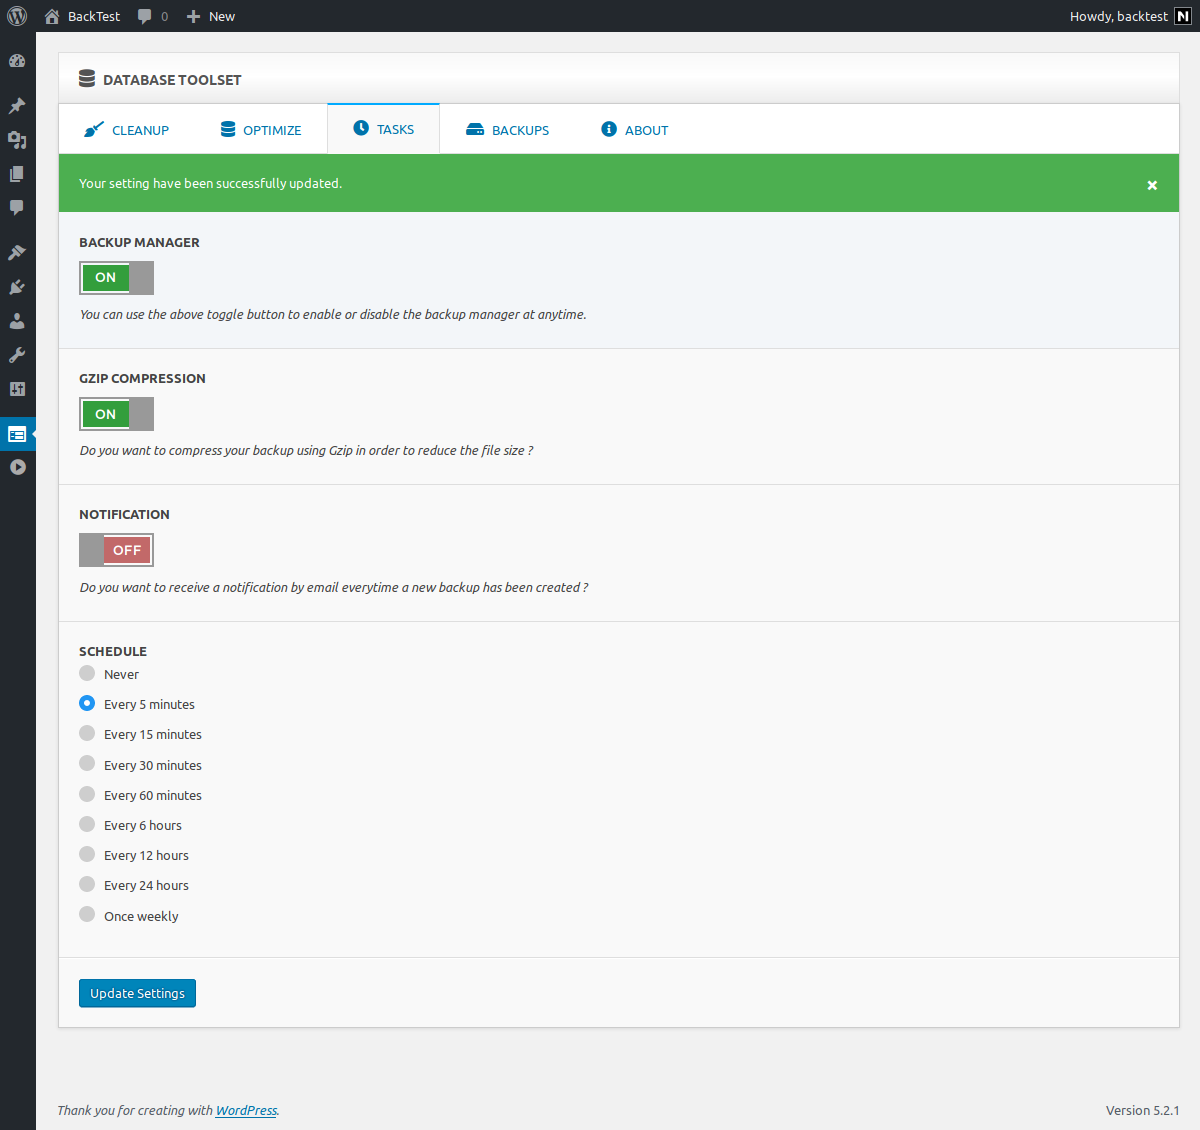 BackTest
0
New
Howdy, backtest
N
DATABASE TOOLSET
CLEANUP
OPTIMIZE
TASKS
BACKUPS
ABOUT
Your setting have been successfully updated.
BACKUP MANAGER
ON
You can use the above toggle button to enable or disable the backup manager at anytime.
GZIP COMPRESSION
ON
Do you want to compress your backup using Gzip in order to reduce the file size ?
NOTIFICATION
OFF
Do you want to receive a notification by email everytime a new backup has been created ?
SCHEDULE
Never
Every 5 minutes
Every 15 minutes
Every 30 minutes
Every 60 minutes
Every 6 hours
Every 12 hours
Every 24 hours
Once weekly
Update Settings
Thank you for creating with WordPress.
Version 5.2.1